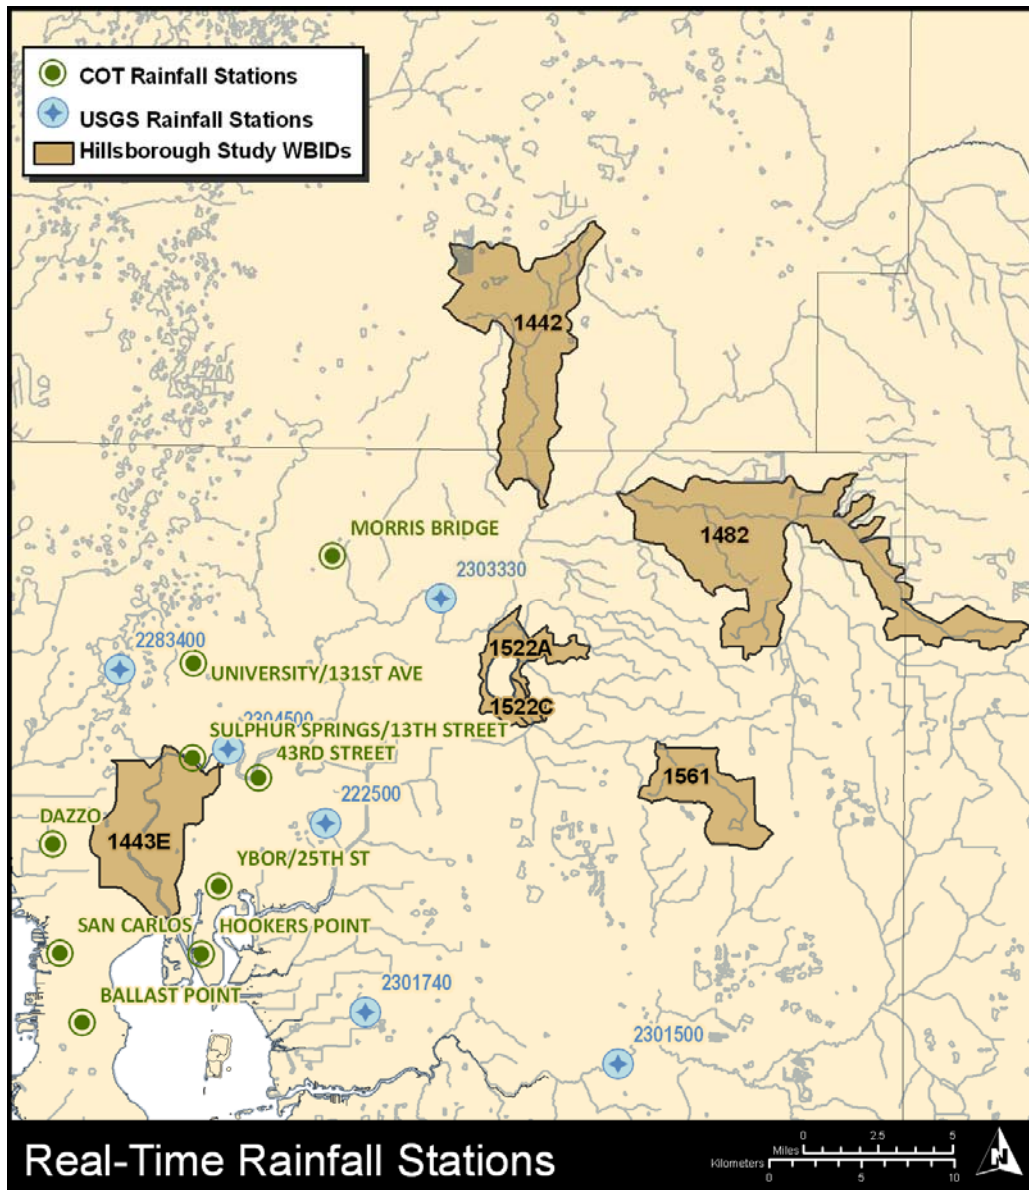 COT Rainfall Stations
USGS Rainfall Stations
Hillsborough Study WBIDs
1442
MORRIS BRIDGE
1482
2303330
2283400
1522A
UNIVERSITY/131ST AVE
1522C
2304500
SULPHUR SPRINGS/13TH STREET
43RD STREET
1561
222500
DAZZO
1443E
YBOR/25TH ST
SAN CARLOS
HOOKERS POINT
BALLAST POINT
2301740
2301500
Real-Time Rainfall Stations
0 2.5 5
Miles
Kilometers
0 5 10
N